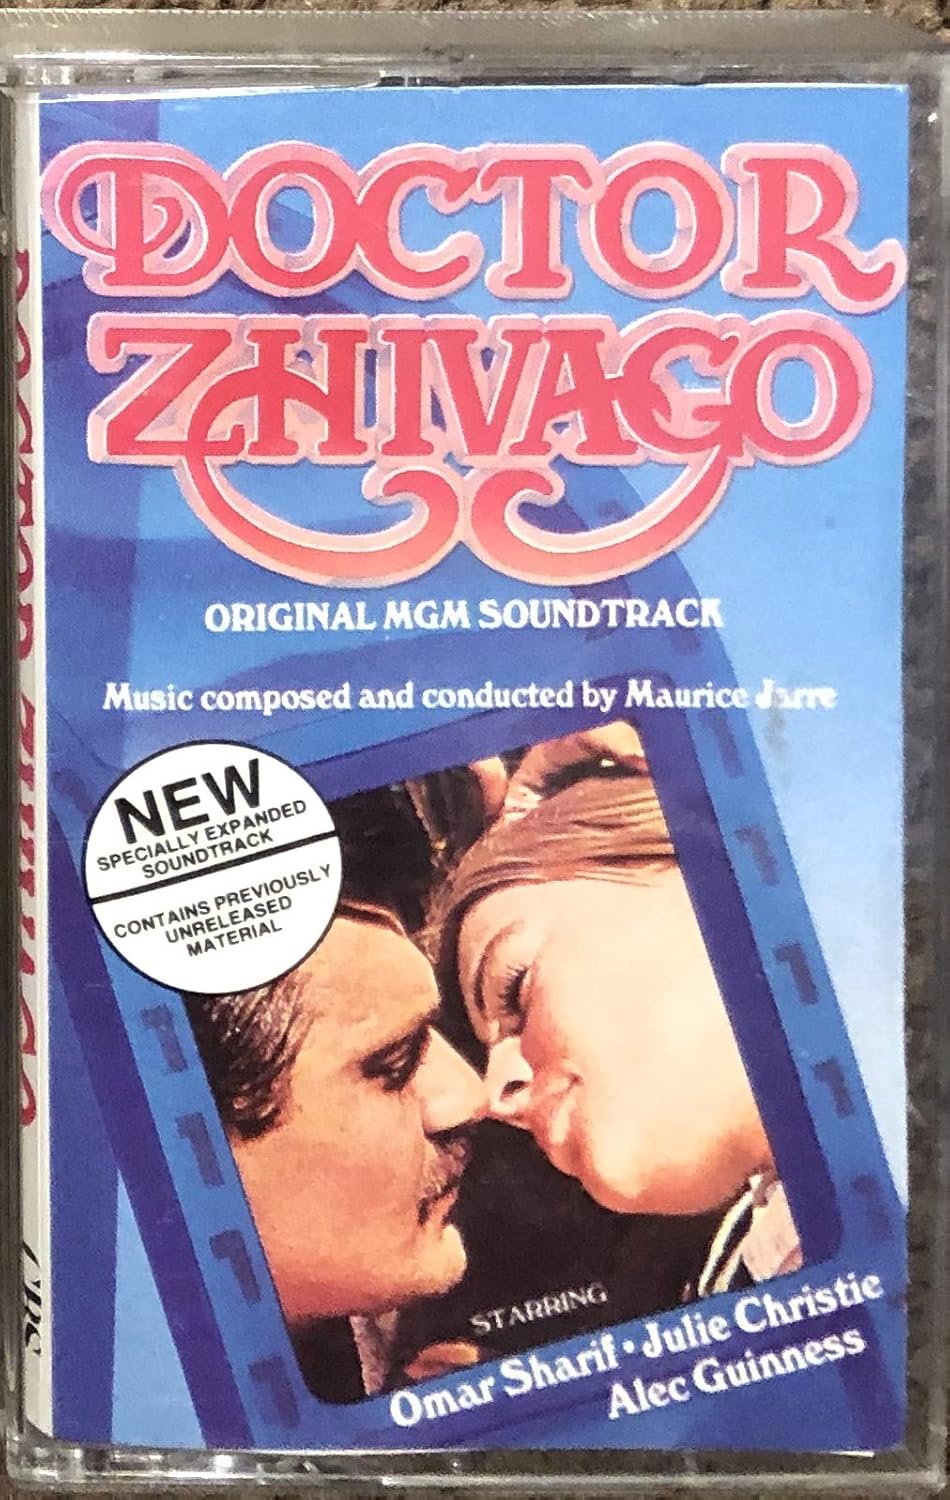 DOCTOR
ZHIVAGO
ORIGINAL MGM SOUNDTRACK
Music composed and conducted by Maurice Jarre
NEW
SPECIALLY EXPANDED
SOUNDTRACK
CONTAINS PREVIOUSLY
UNRELEASED
MATERIAL
STARRING
Omar Sharif · Julie Christie
Alec Guinness
DOCTOR ZHIVAGO
CBS